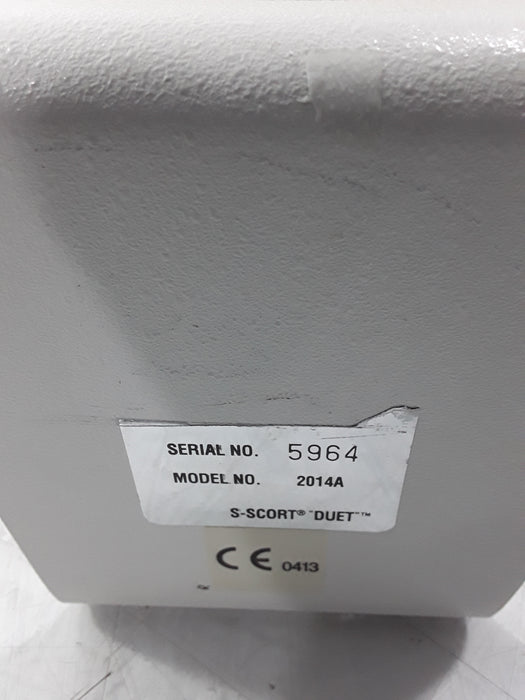 SERIAL NO. 5964
MODEL NO. 2014A
S-SCORT® "DUET"™
CE 0413